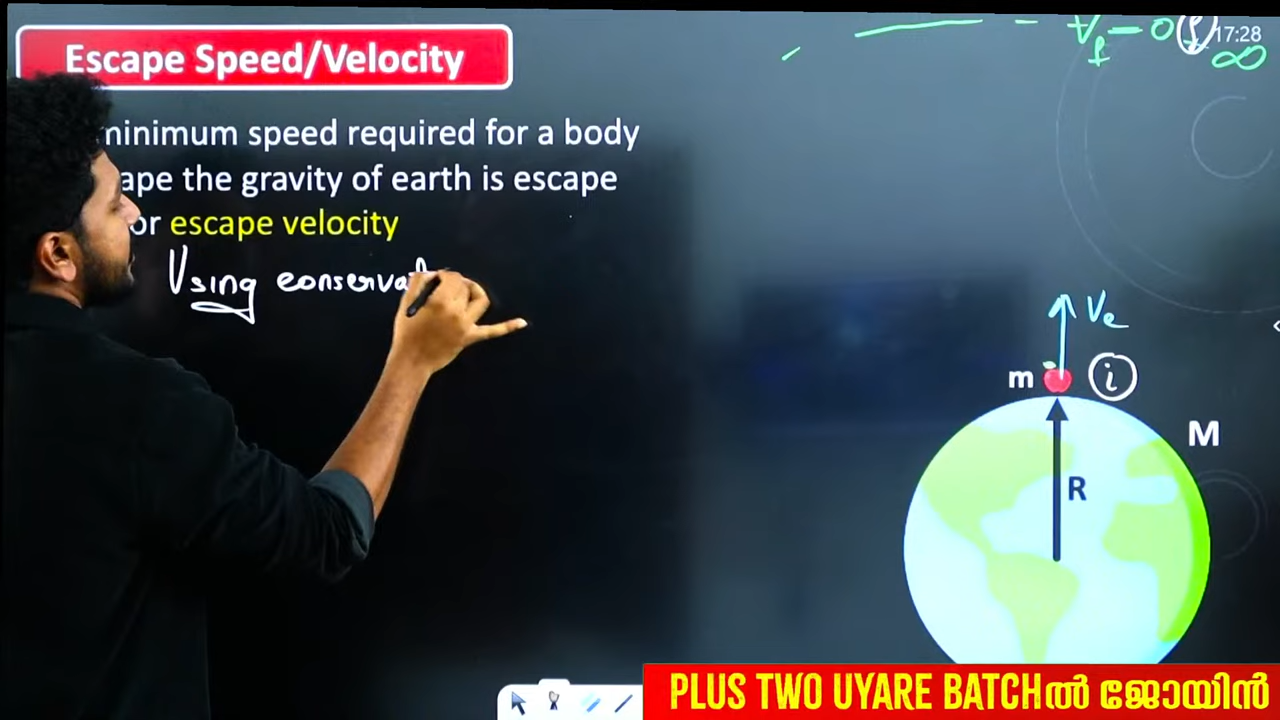 Escape Speed/Velocity
17:28
V_f = 0 f ∞
minimum speed required for a body
ape the gravity of earth is escape
or escape velocity
Using conservat
V_e
m i
M
R
PLUS TWO UYARE BATCHൽ ജോയിൻ